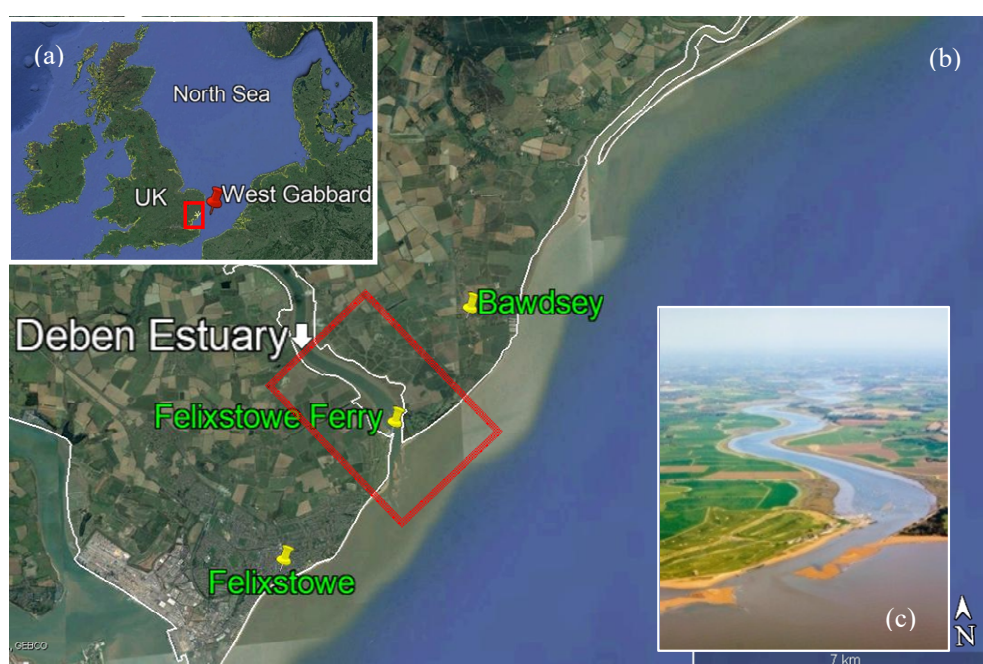 (a)
North Sea
UK
West Gabbard
(b)
Bawdsey
Deben Estuary
Felixstowe Ferry
Felixstowe
(c)
N
, GEBCO
7 km